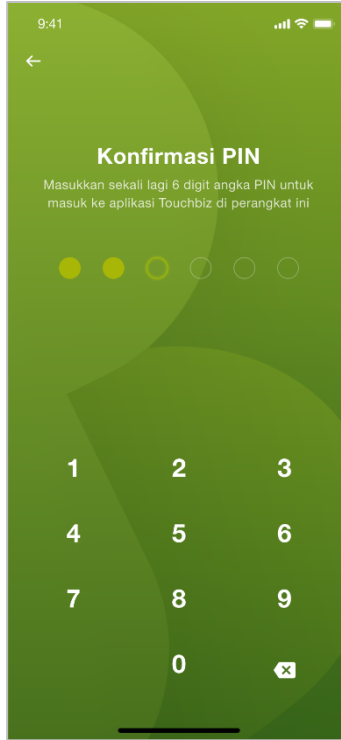 9:41
Konfirmasi PIN
Masukkan sekali lagi 6 digit angka PIN untuk
masuk ke aplikasi Touchbiz di perangkat ini
1 2 3
4 5 6
7 8 9
0